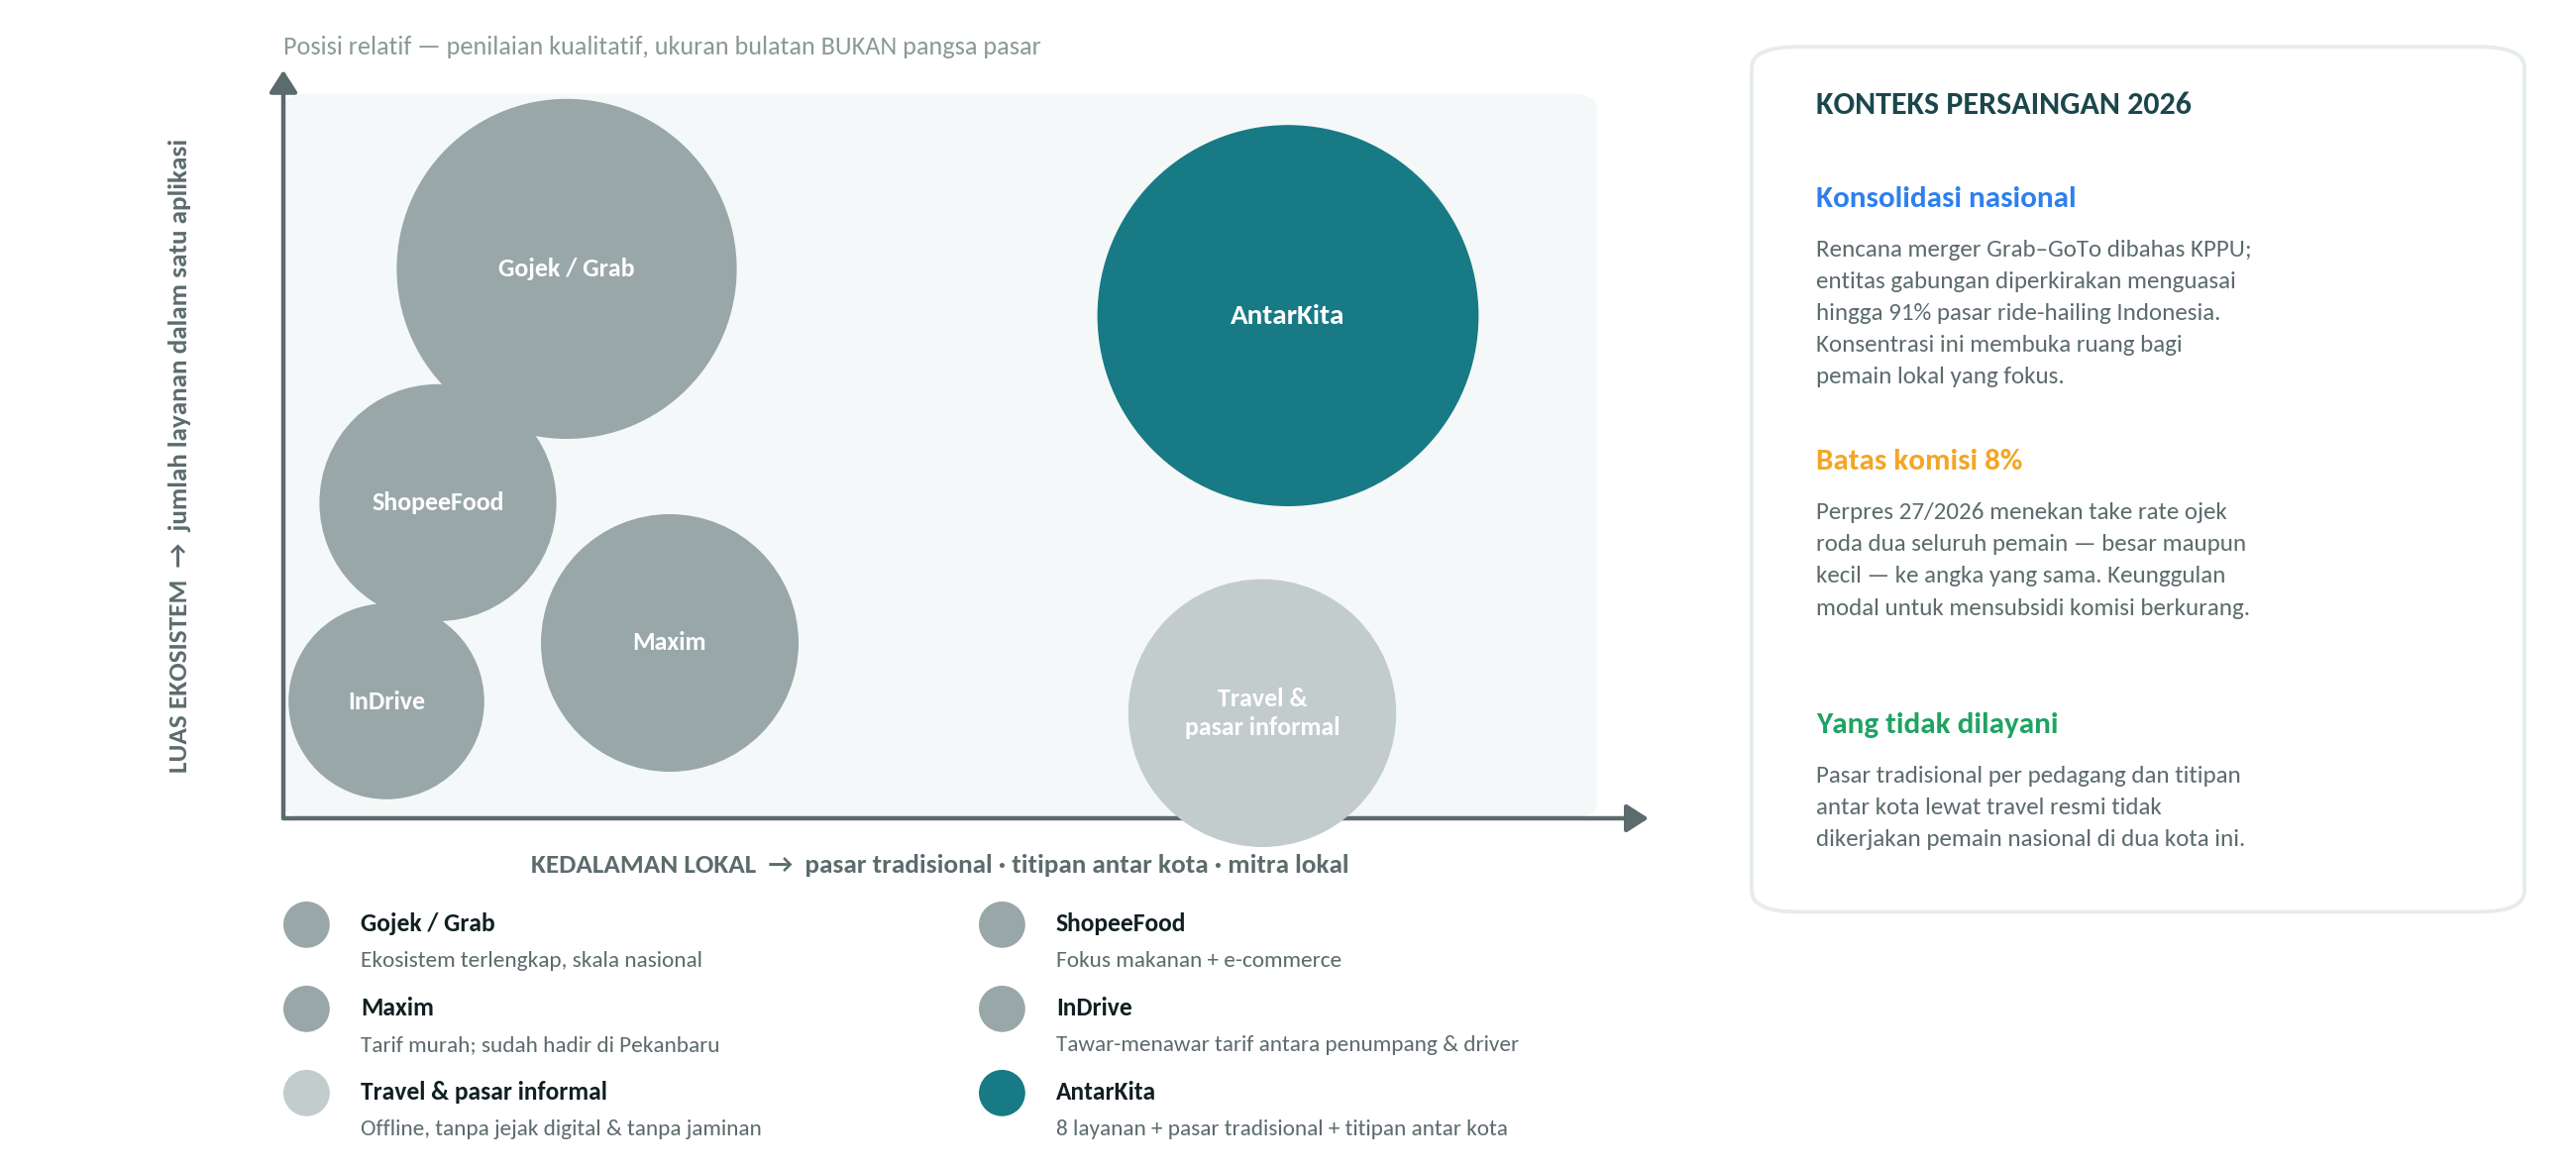 Posisi relatif — penilaian kualitatif, ukuran bulatan BUKAN pangsa pasar
LUAS EKOSISTEM → jumlah layanan dalam satu aplikasi
Gojek / Grab
AntarKita
ShopeeFood
Maxim
InDrive
Travel &
pasar informal
KEDALAMAN LOKAL → pasar tradisional · titipan antar kota · mitra lokal
Gojek / Grab
Ekosistem terlengkap, skala nasional
ShopeeFood
Fokus makanan + e-commerce
Maxim
Tarif murah; sudah hadir di Pekanbaru
InDrive
Tawar-menawar tarif antara penumpang & driver
Travel & pasar informal
Offline, tanpa jejak digital & tanpa jaminan
AntarKita
8 layanan + pasar tradisional + titipan antar kota
KONTEKS PERSAINGAN 2026
Konsolidasi nasional
Rencana merger Grab–GoTo dibahas KPPU;
entitas gabungan diperkirakan menguasai
hingga 91% pasar ride-hailing Indonesia.
Konsentrasi ini membuka ruang bagi
pemain lokal yang fokus.
Batas komisi 8%
Perpres 27/2026 menekan take rate ojek
roda dua seluruh pemain — besar maupun
kecil — ke angka yang sama. Keunggulan
modal untuk mensubsidi komisi berkurang.
Yang tidak dilayani
Pasar tradisional per pedagang dan titipan
antar kota lewat travel resmi tidak
dikerjakan pemain nasional di dua kota ini.